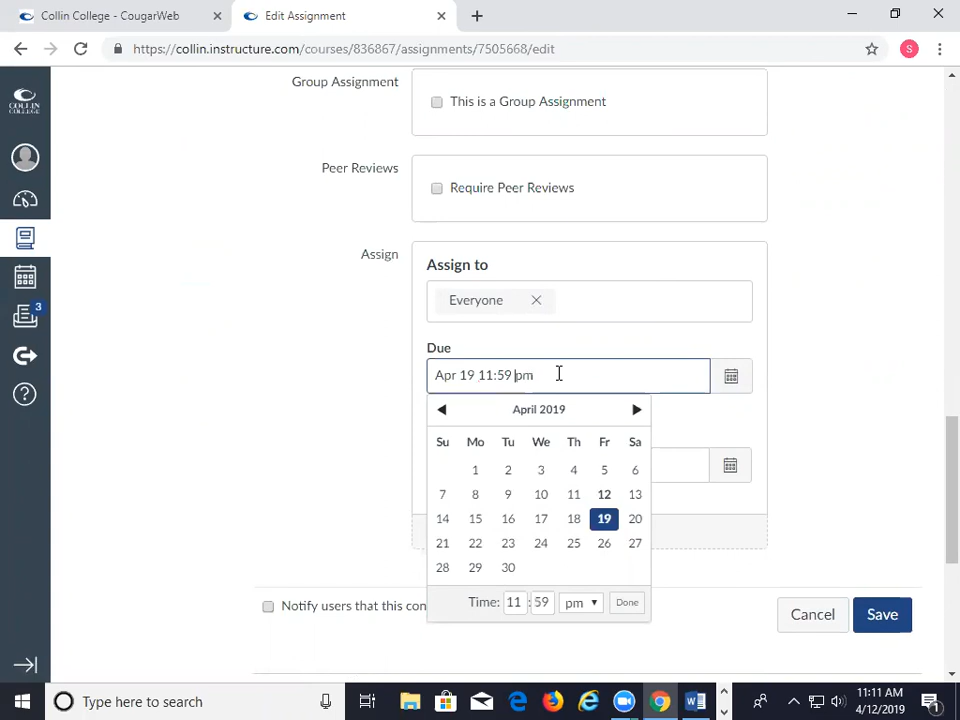 Collin College - CougarWeb
Edit Assignment
https://collin.instructure.com/courses/836867/assignments/7505668/edit
S
COLLIN
COLLEGE
3
Group Assignment
This is a Group Assignment
Peer Reviews
Require Peer Reviews
Assign
Assign to
Everyone
Due
Apr 19 11:59 pm
April 2019
Su Mo Tu We Th Fr Sa
1 2 3 4 5 6
7 8 9 10 11 12 13
14 15 16 17 18 19 20
21 22 23 24 25 26 27
28 29 30
Time: 11 : 59 pm Done
Notify users that this con
Cancel
Save
Type here to search
11:11 AM
4/12/2019
1